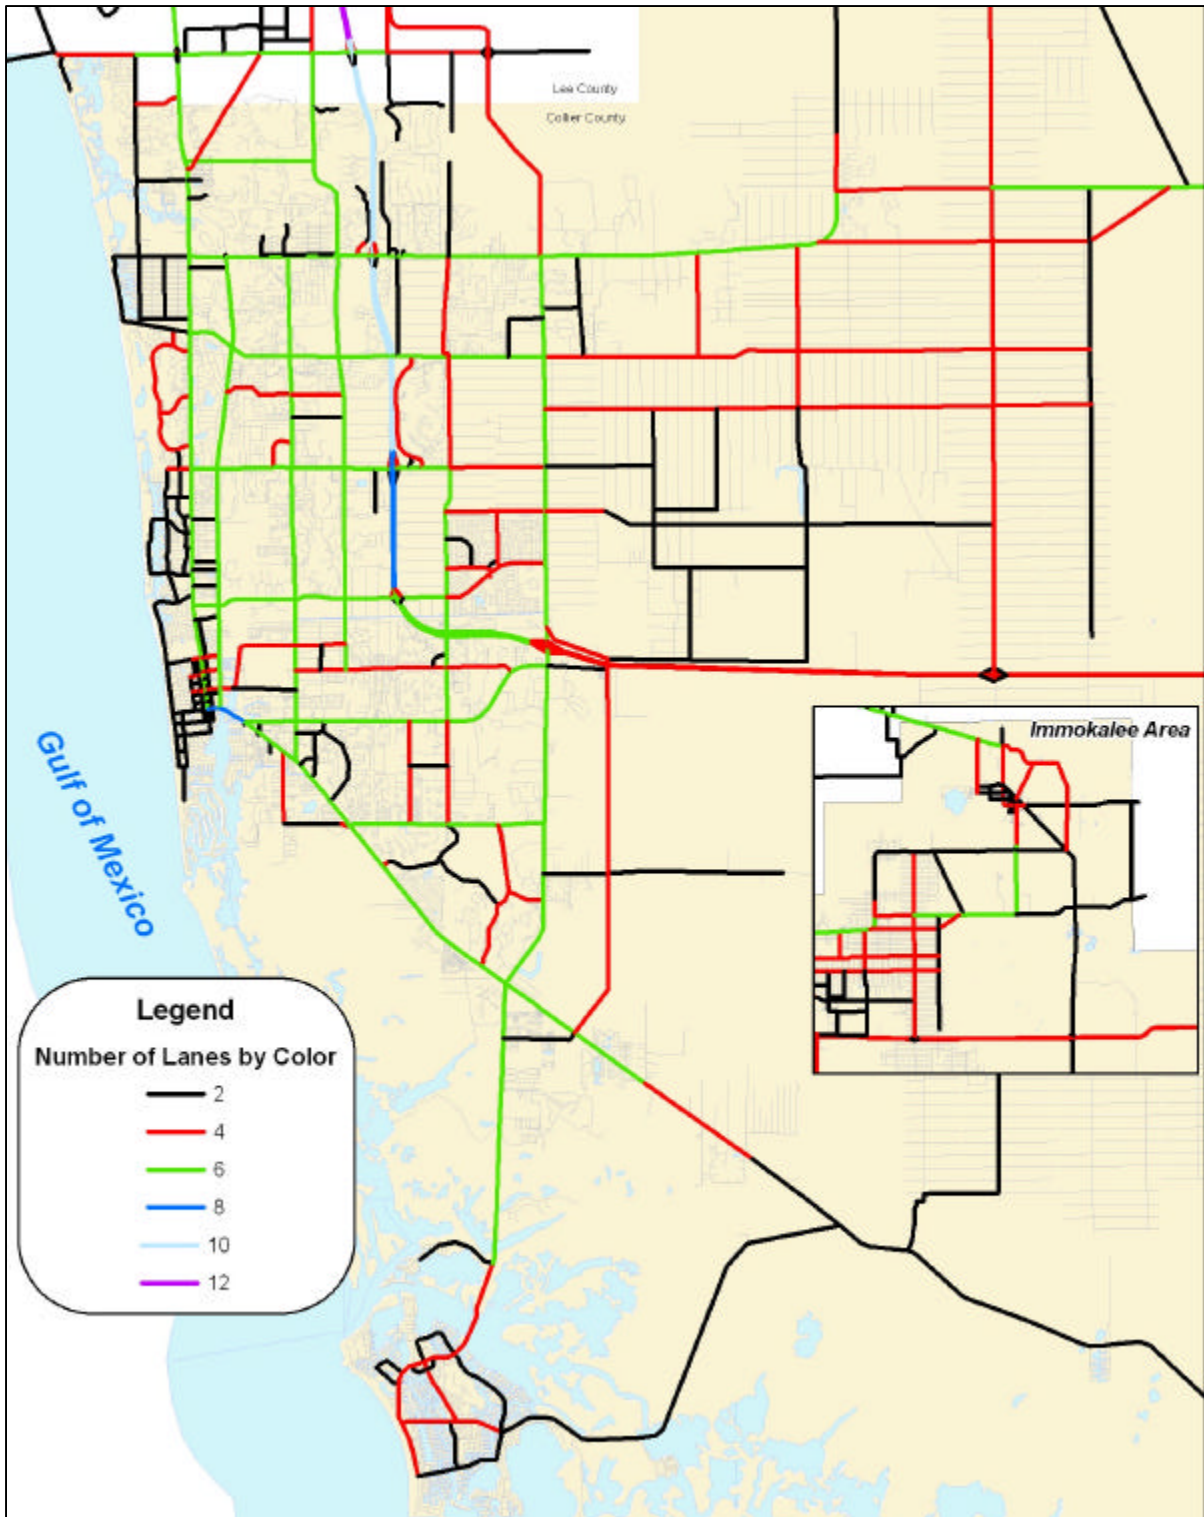 Lee County
Collier County
Immokalee Area
Gulf of Mexico
Legend
Number of Lanes by Color
2
4
6
8
10
12